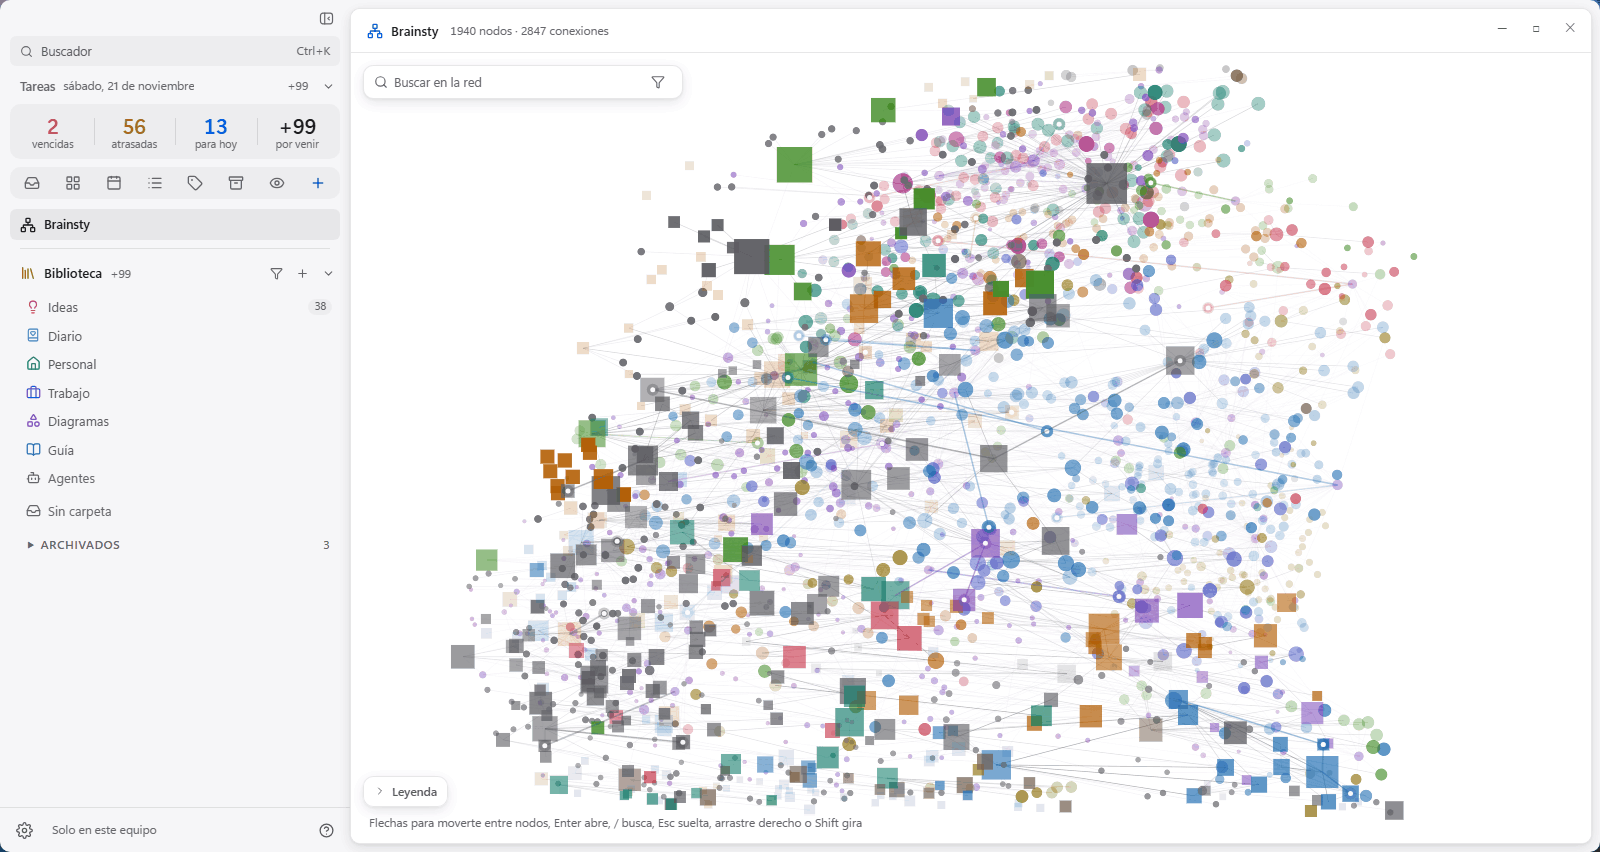 Buscador Ctrl+K
Tareas sábado, 21 de noviembre +99
2 56 13 +99
vencidas atrasadas para hoy por venir
Brainsty
Biblioteca +99
Ideas 38
Diario
Personal
Trabajo
Diagramas
Guía
Agentes
Sin carpeta
ARCHIVADOS 3
Solo en este equipo
Brainsty 1940 nodos · 2847 conexiones
Buscar en la red
Leyenda
Flechas para moverte entre nodos, Enter abre, / busca, Esc suelta, arrastre derecho o Shift gira